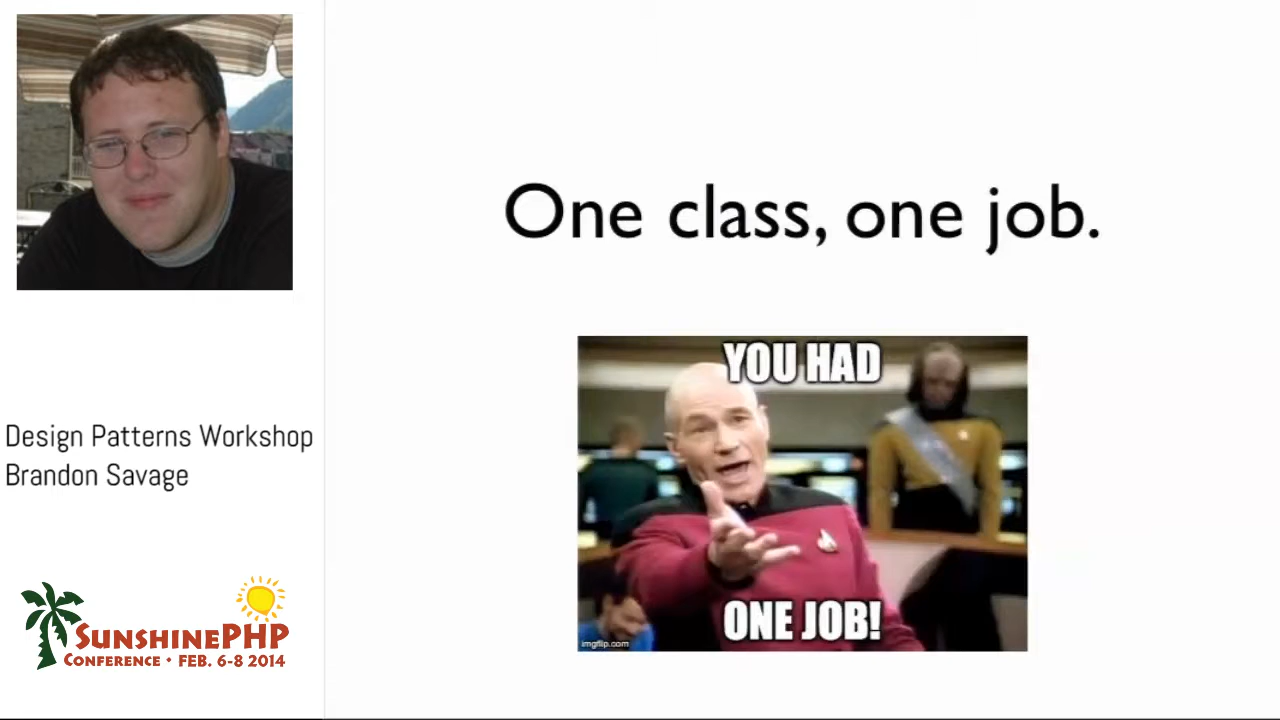 One class, one job.
YOU HAD
ONE JOB!
imgflip.com
Design Patterns Workshop
Brandon Savage
SUNSHINEPHP
CONFERENCE • FEB. 6-8 2014